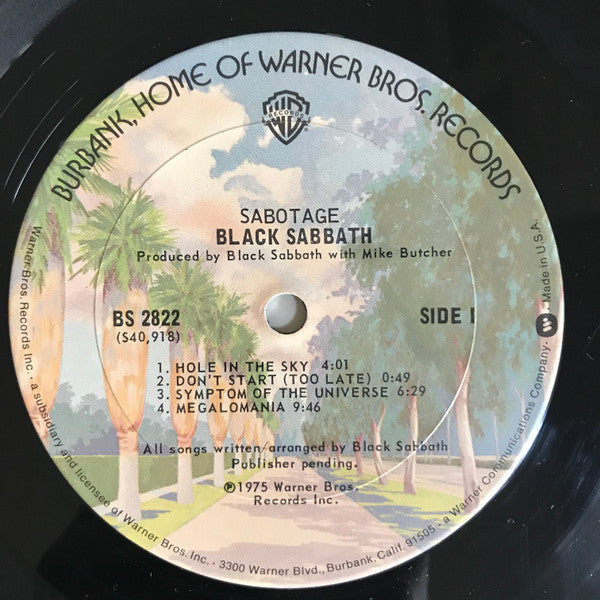 BURBANK, HOME OF WARNER BROS. RECORDS
RECORDS
SABOTAGE
BLACK SABBATH
Produced by Black Sabbath with Mike Butcher
BS 2822
(S40,918)
SIDE I
1. HOLE IN THE SKY 4:01
2. DON'T START (TOO LATE) 0:49
3. SYMPTOM OF THE UNIVERSE 6:29
4. MEGALOMANIA 9:46
All songs written/arranged by Black Sabbath
Publisher pending.
℗1975 Warner Bros.
Records Inc.
Warner Bros. Records Inc. • a subsidiary and licensee of Warner Bros. Inc. • 3300 Warner Blvd., Burbank, Calif. 91505 • a Warner Communications Company. Made in U.S.A.